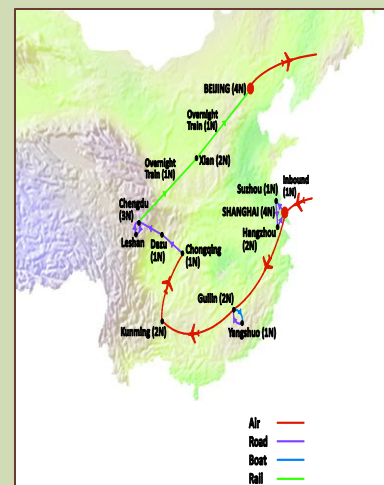 BEIJING (4N)
Overnight
Train (1N)
Xian (2N)
Overnight
Train (1N)
Inbound
(1N)
Suzhou (1N)
SHANGHAI (4N)
Hangzhou
(2N)
Chengdu
(3N)
Leshan
Dazu
(1N)
Chongqing
(1N)
Guilin (2N)
Kunming (2N)
Yangshuo (1N)
Air
Road
Boat
Rail